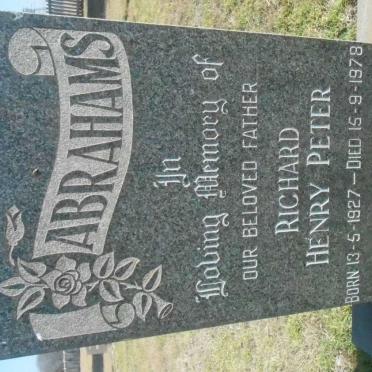 ABRAHAMS
In
Loving Memory of
OUR BELOVED FATHER
RICHARD
HENRY PETER
BORN 13-5-1927 — DIED 15-9-1978